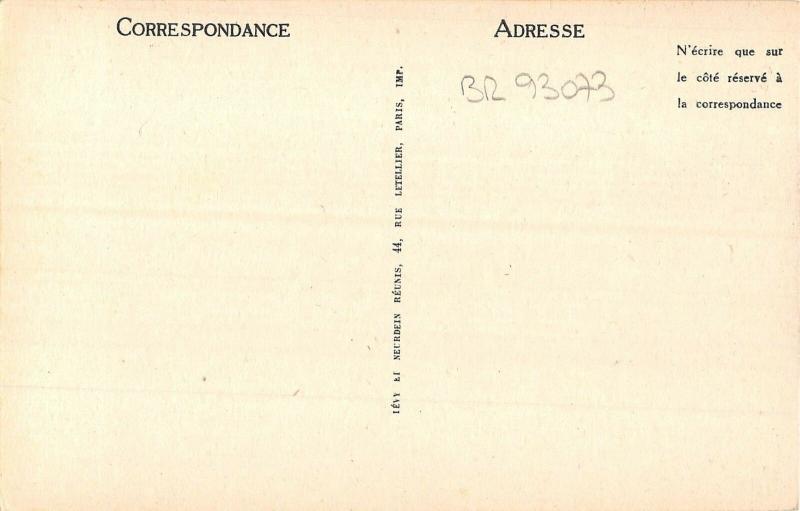 CORRESPONDANCE
ADRESSE
N'écrire que sur
le côté réservé à
la correspondance
BR 93073
LÉVY ET NEURDEIN RÉUNIS, 44, RUE LETELLIER, PARIS, IMP.